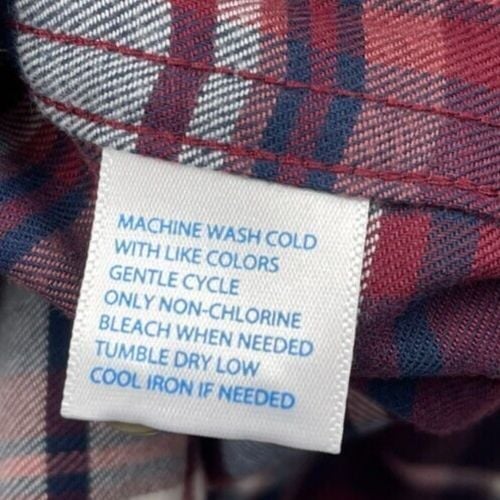 MACHINE WASH COLD
WITH LIKE COLORS
GENTLE CYCLE
ONLY NON-CHLORINE
BLEACH WHEN NEEDED
TUMBLE DRY LOW
COOL IRON IF NEEDED